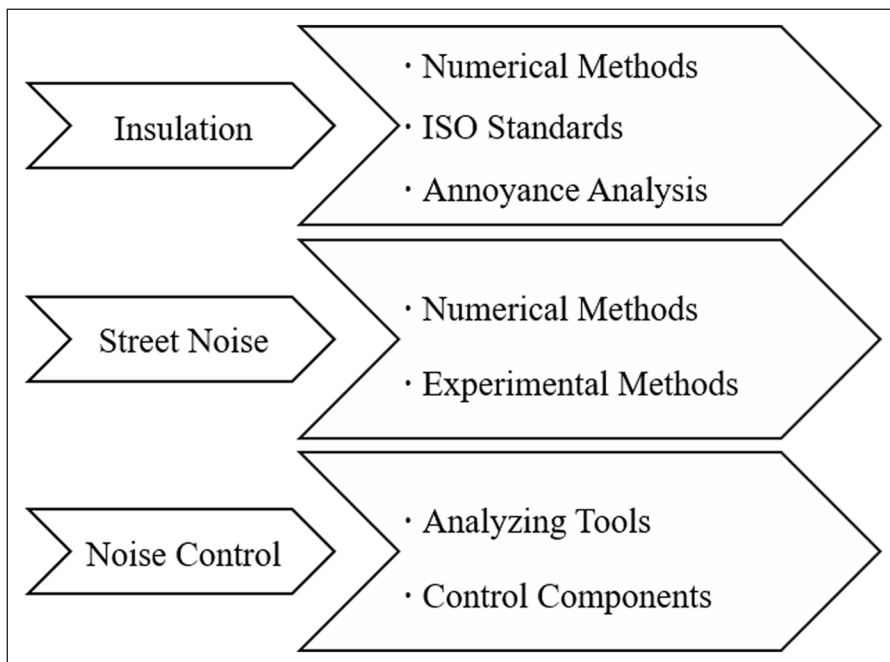 Insulation
· Numerical Methods
· ISO Standards
· Annoyance Analysis
Street Noise
· Numerical Methods
· Experimental Methods
Noise Control
· Analyzing Tools
· Control Components